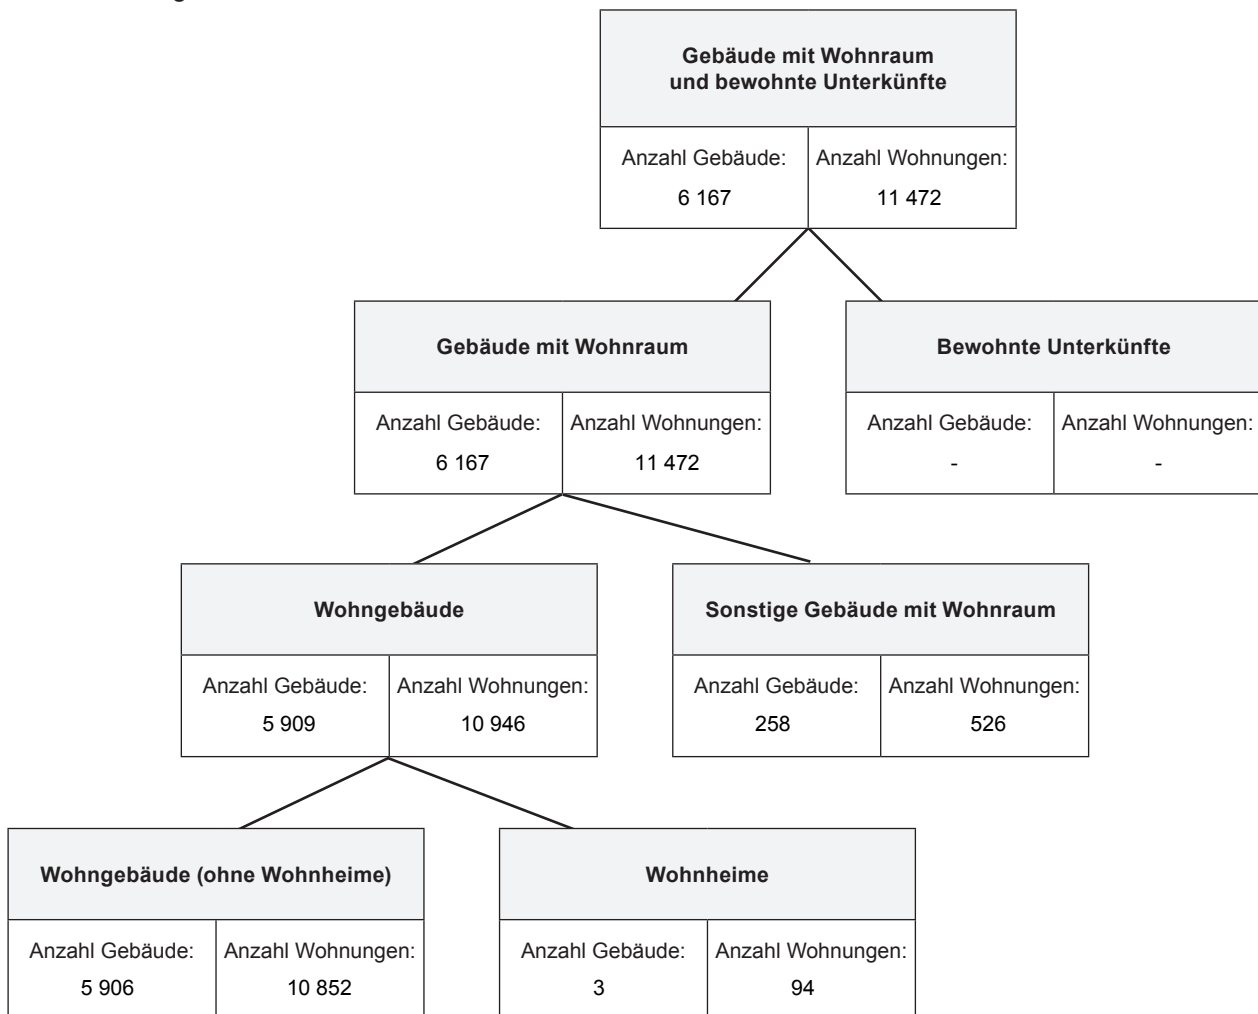 Gebäude mit Wohnraum
und bewohnte Unterkünfte
Anzahl Gebäude: Anzahl Wohnungen:
6 167 11 472
Gebäude mit Wohnraum Bewohnte Unterkünfte
Anzahl Gebäude: Anzahl Wohnungen: Anzahl Gebäude: Anzahl Wohnungen:
6 167 11 472 - -
Wohngebäude Sonstige Gebäude mit Wohnraum
Anzahl Gebäude: Anzahl Wohnungen: Anzahl Gebäude: Anzahl Wohnungen:
5 909 10 946 258 526
Wohngebäude (ohne Wohnheime) Wohnheime
Anzahl Gebäude: Anzahl Wohnungen: Anzahl Gebäude: Anzahl Wohnungen:
5 906 10 852 3 94